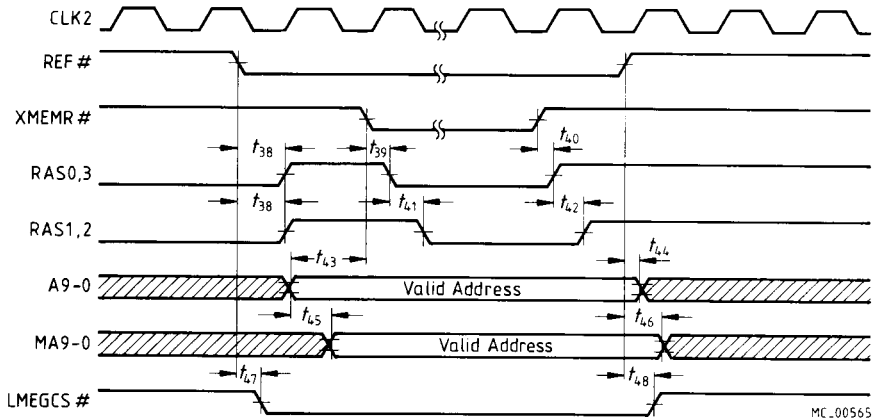 CLK2
REF #
XMEMR #
t40
t38
t39
RAS0,3
t38
t41
t42
RAS1,2
t43
t44
A9-0
Valid Address
t45
t46
MA9-0
Valid Address
t47
t48
LMEGCS #
MC_00565